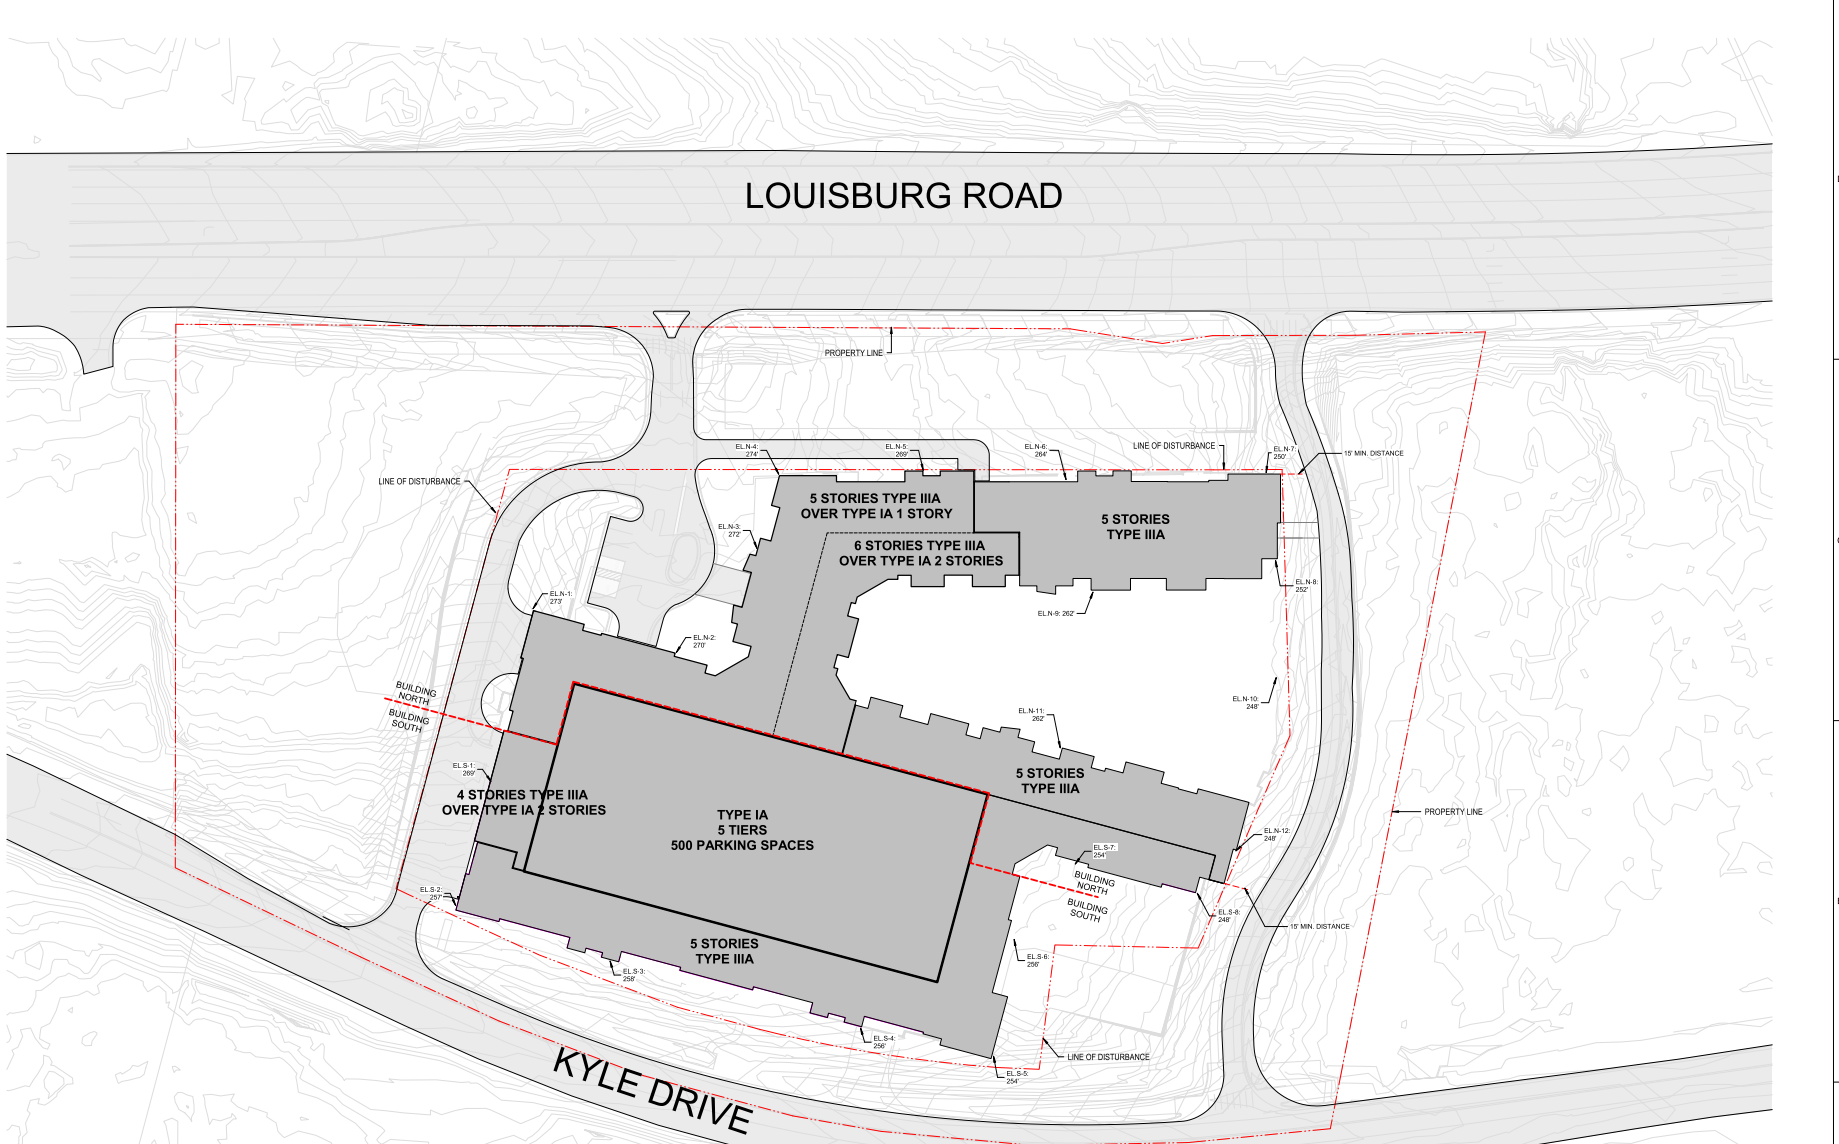 LOUISBURG ROAD
PROPERTY LINE
EL.N-4:
274'
EL.N-5:
269'
EL.N-6:
264'
LINE OF DISTURBANCE
EL.N-7:
250'
15' MIN. DISTANCE
LINE OF DISTURBANCE
5 STORIES TYPE IIIA
OVER TYPE IA 1 STORY
5 STORIES
TYPE IIIA
EL.N-3:
272'
6 STORIES TYPE IIIA
OVER TYPE IA 2 STORIES
EL.N-8:
252'
EL.N-1:
273'
EL.N-9: 262'
EL.N-2:
270'
BUILDING
NORTH
BUILDING
SOUTH
EL.N-10:
248'
EL.N-11:
262'
EL.S-1:
269'
5 STORIES
TYPE IIIA
4 STORIES TYPE IIIA
OVER TYPE IA 2 STORIES
TYPE IA
5 TIERS
500 PARKING SPACES
PROPERTY LINE
EL.N-12:
248'
EL.S-7:
254'
BUILDING
NORTH
BUILDING
SOUTH
EL.S-2:
257'
EL.S-8:
248'
15' MIN. DISTANCE
5 STORIES
TYPE IIIA
EL.S-6:
256'
EL.S-3:
258'
EL.S-4:
256'
LINE OF DISTURBANCE
EL.S-5:
254'
KYLE DRIVE